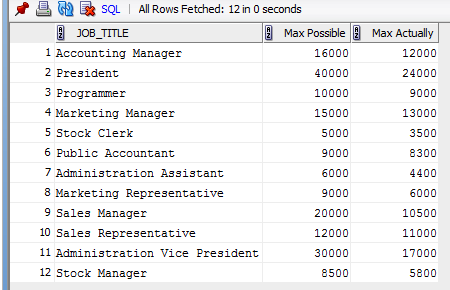 SQL | All Rows Fetched: 12 in 0 seconds
JOB_TITLE Max Possible Max Actually
1 Accounting Manager 16000 12000
2 President 40000 24000
3 Programmer 10000 9000
4 Marketing Manager 15000 13000
5 Stock Clerk 5000 3500
6 Public Accountant 9000 8300
7 Administration Assistant 6000 4400
8 Marketing Representative 9000 6000
9 Sales Manager 20000 10500
10 Sales Representative 12000 11000
11 Administration Vice President 30000 17000
12 Stock Manager 8500 5800